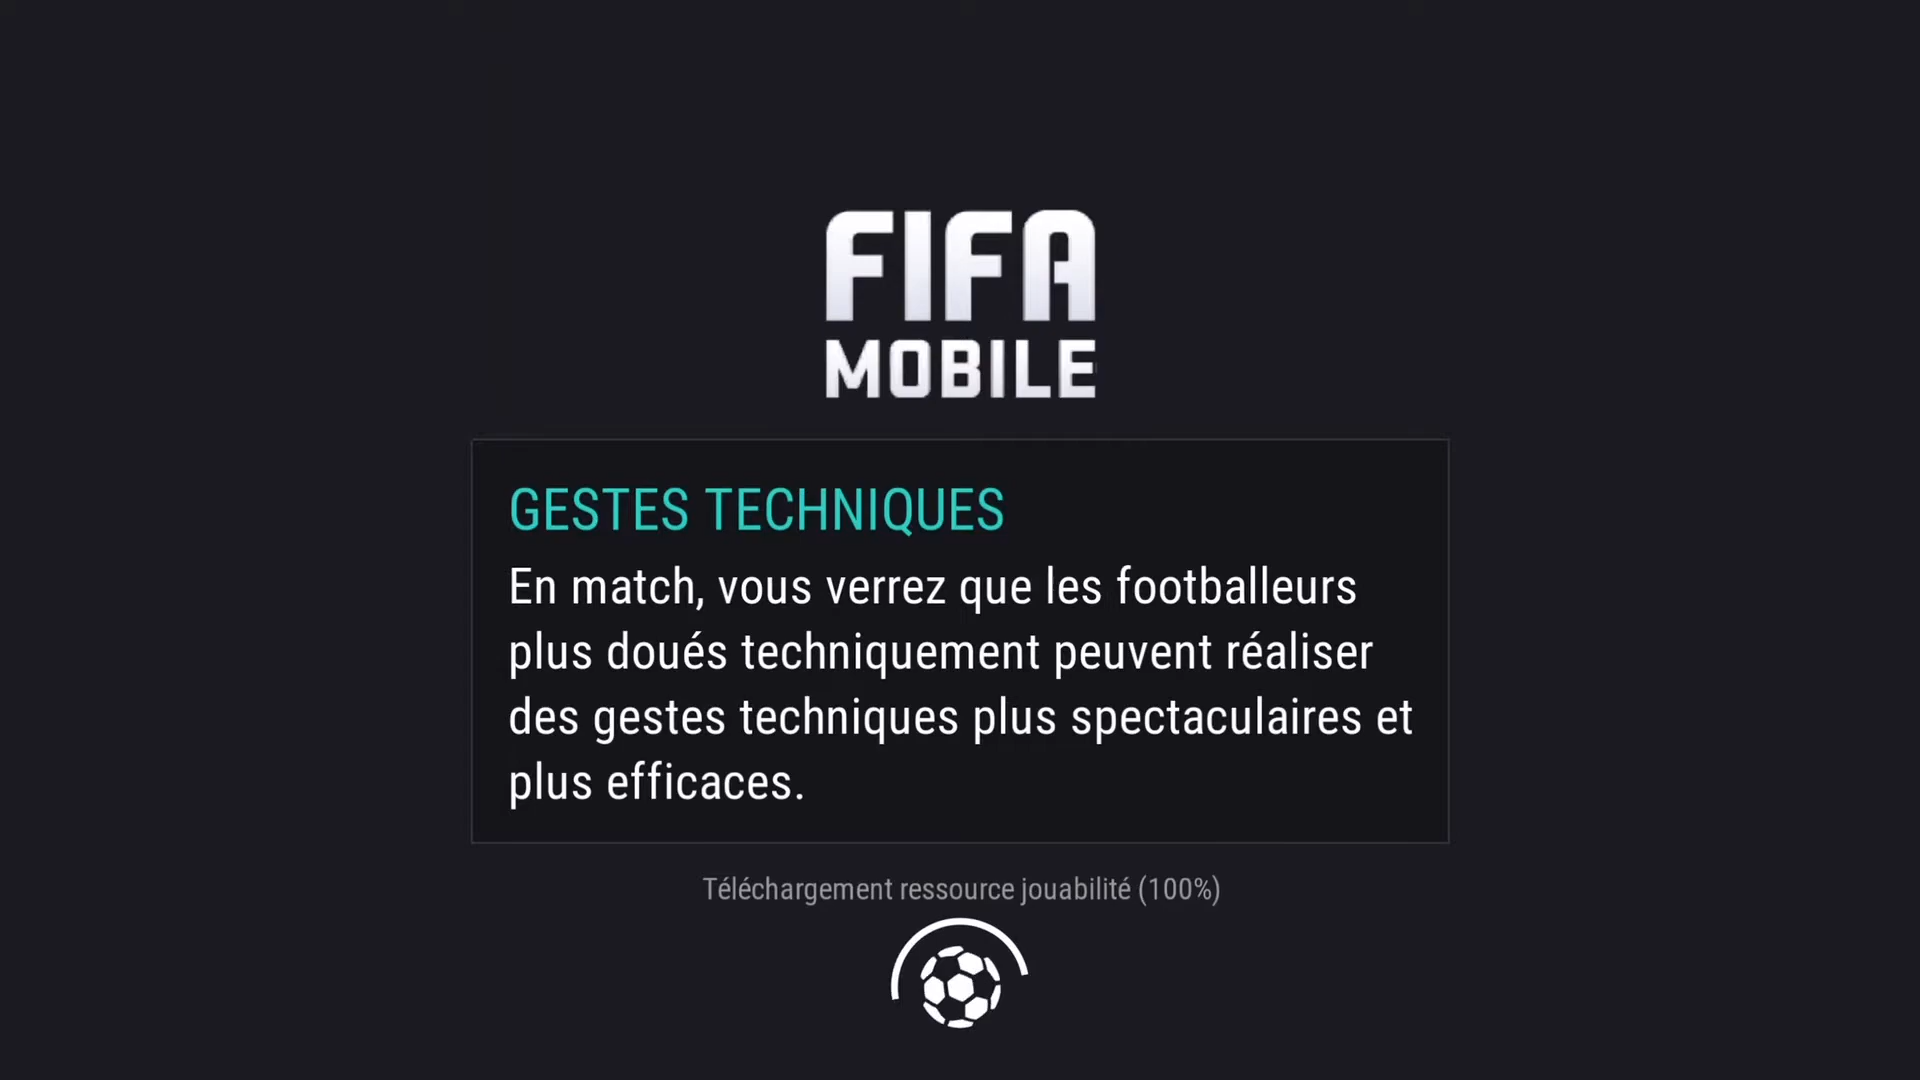 FIFA
MOBILE
GESTES TECHNIQUES
En match, vous verrez que les footballeurs
plus doués techniquement peuvent réaliser
des gestes techniques plus spectaculaires et
plus efficaces.
Téléchargement ressource jouabilité (100%)